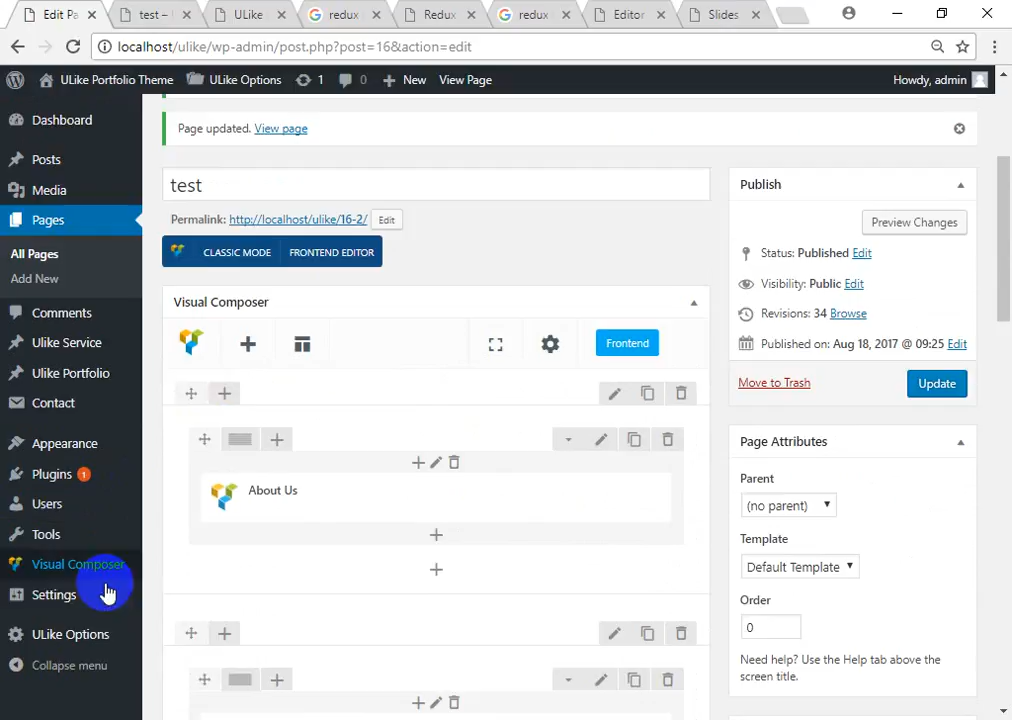 Edit Pa
test –
ULike
redux
Redux
redux
Editor
Slides
localhost/ulike/wp-admin/post.php?post=16&action=edit
ULike Portfolio Theme
ULike Options
1
0
New
View Page
Howdy, admin
Dashboard
Posts
Media
Pages
All Pages
Add New
Comments
Ulike Service
Ulike Portfolio
Contact
Appearance
Plugins 1
Users
Tools
Visual Composer
Settings
ULike Options
Collapse menu
Page updated. View page
test
Permalink: http://localhost/ulike/16-2/ Edit
CLASSIC MODE
FRONTEND EDITOR
Visual Composer
Frontend
About Us
Publish
Preview Changes
Status: Published Edit
Visibility: Public Edit
Revisions: 34 Browse
Published on: Aug 18, 2017 @ 09:25 Edit
Move to Trash
Update
Page Attributes
Parent
(no parent)
Template
Default Template
Order
0
Need help? Use the Help tab above the
screen title.